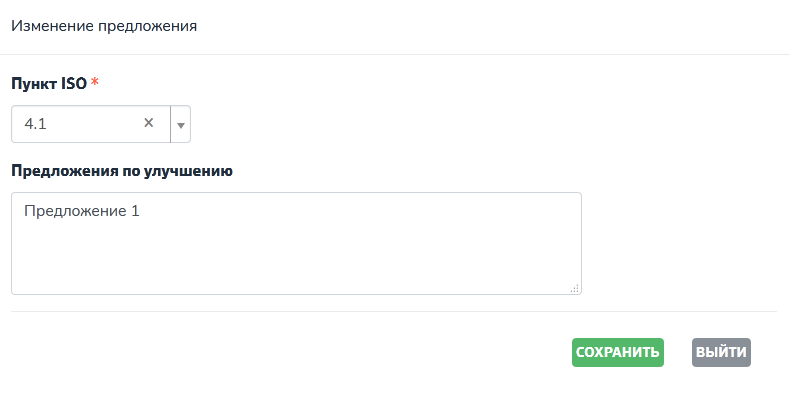 Изменение предложения
Пункт ISO *
4.1 ×
Предложения по улучшению
Предложение 1
СОХРАНИТЬ ВЫЙТИ